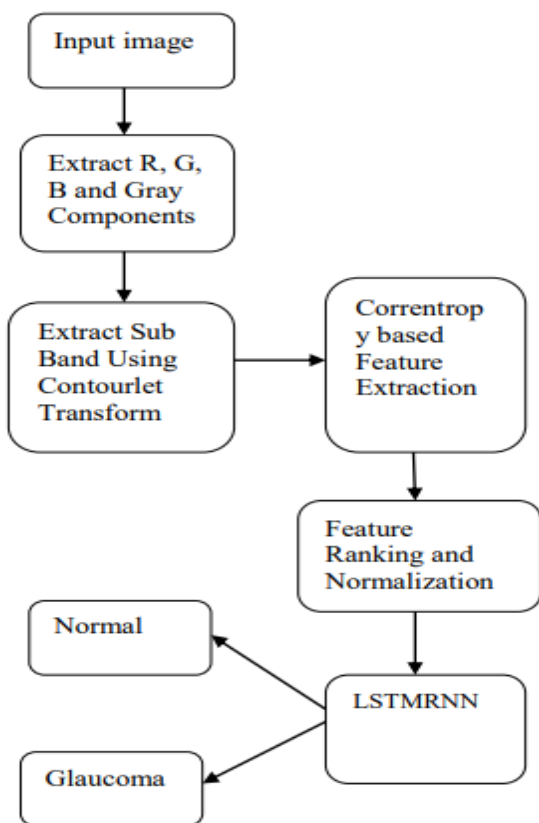 Input image
Extract R, G,
B and Gray
Components
Extract Sub
Band Using
Contourlet
Transform
Correntrop
y based
Feature
Extraction
Feature
Ranking and
Normalization
LSTMRNN
Normal
Glaucoma